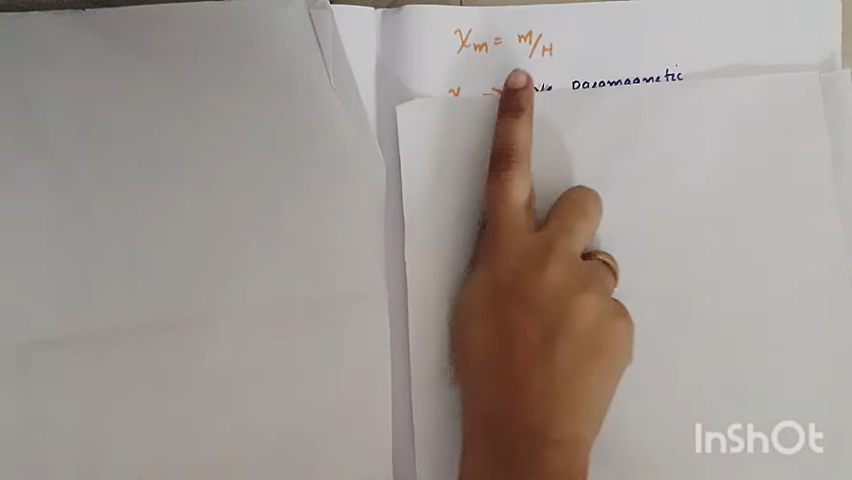 χm = m/H
Paramagnetic
InShOt